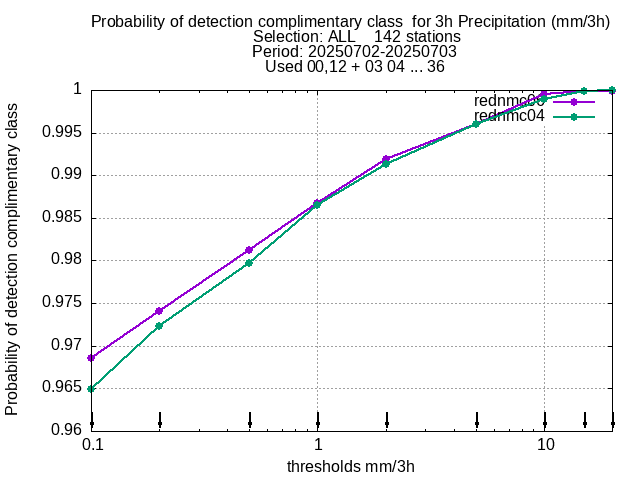 Probability of detection complimentary class  for 3h Precipitation (mm/3h)
Selection: ALL    142 stations
Period: 20250702-20250703
Used 00,12 + 03 04 ... 36
Probability of detection complimentary class
1
0.995
0.99
0.985
0.98
0.975
0.97
0.965
0.96
rednmc04
0.1
1
10
thresholds mm/3h